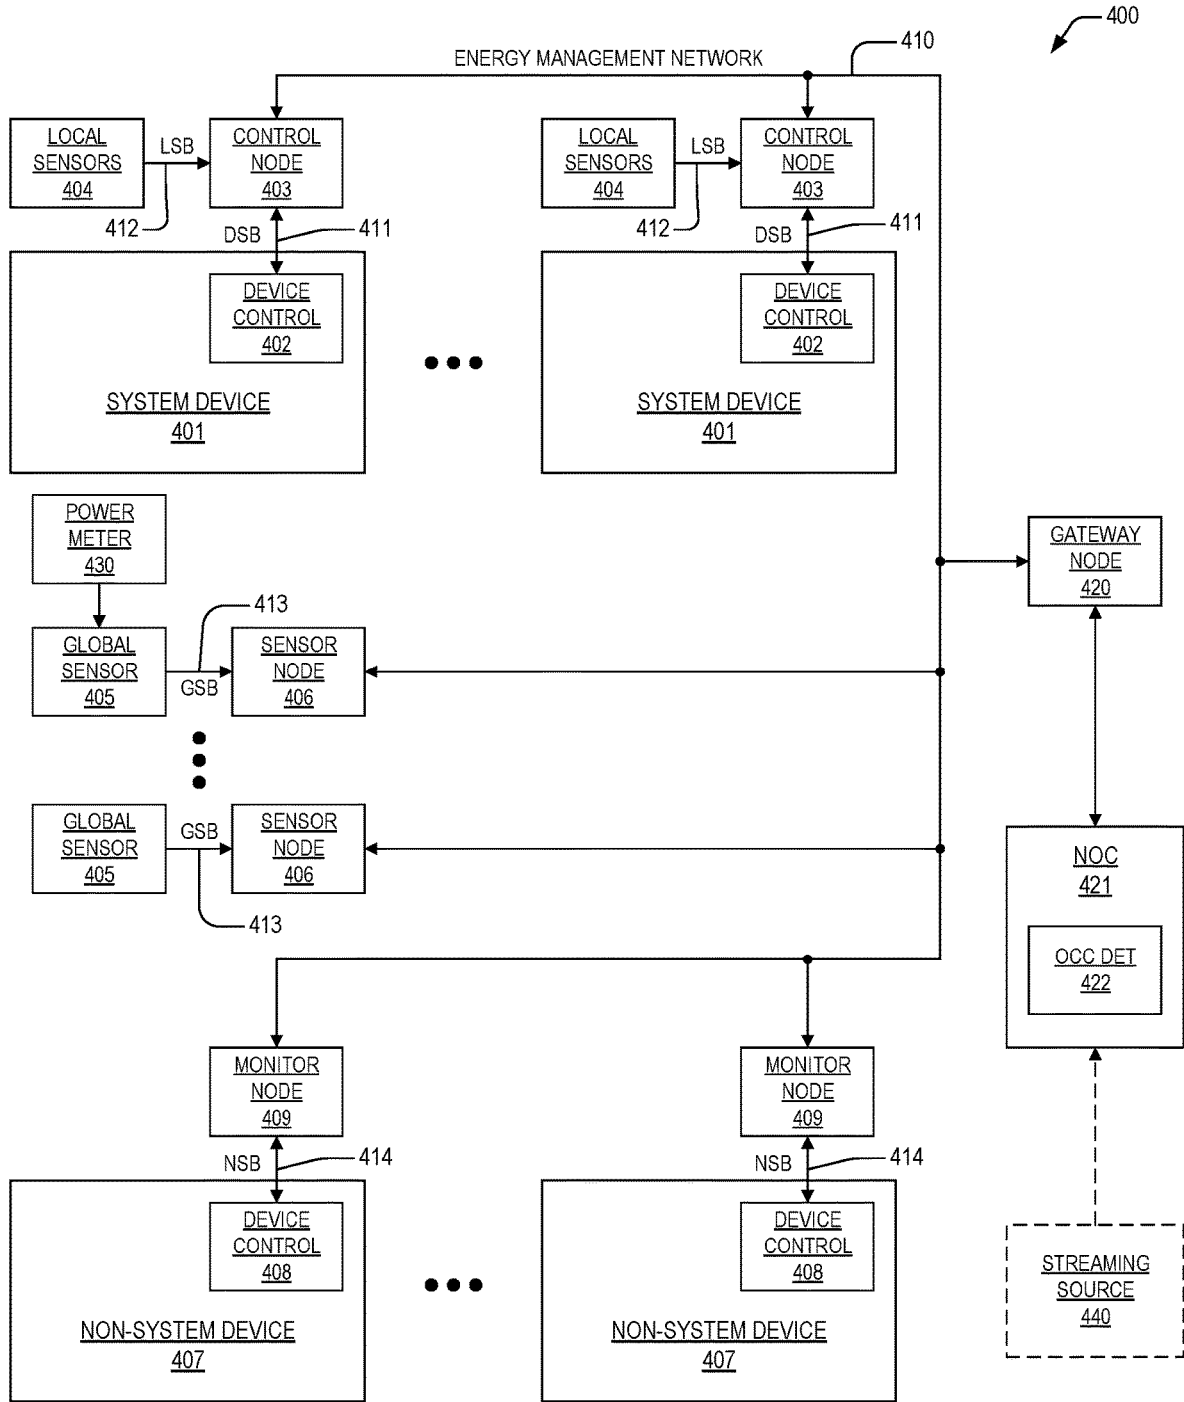 400
410
ENERGY MANAGEMENT NETWORK
LOCAL
SENSORS
404
LSB
412
CONTROL
NODE
403
DSB
411
DEVICE
CONTROL
402
SYSTEM DEVICE
401
LOCAL
SENSORS
404
LSB
412
CONTROL
NODE
403
DSB
411
DEVICE
CONTROL
402
SYSTEM DEVICE
401
POWER
METER
430
GATEWAY
NODE
420
413
GLOBAL
SENSOR
405
GSB
SENSOR
NODE
406
GLOBAL
SENSOR
405
GSB
413
SENSOR
NODE
406
NOC
421
OCC DET
422
MONITOR
NODE
409
NSB
414
DEVICE
CONTROL
408
NON-SYSTEM DEVICE
407
MONITOR
NODE
409
NSB
414
DEVICE
CONTROL
408
NON-SYSTEM DEVICE
407
STREAMING
SOURCE
440